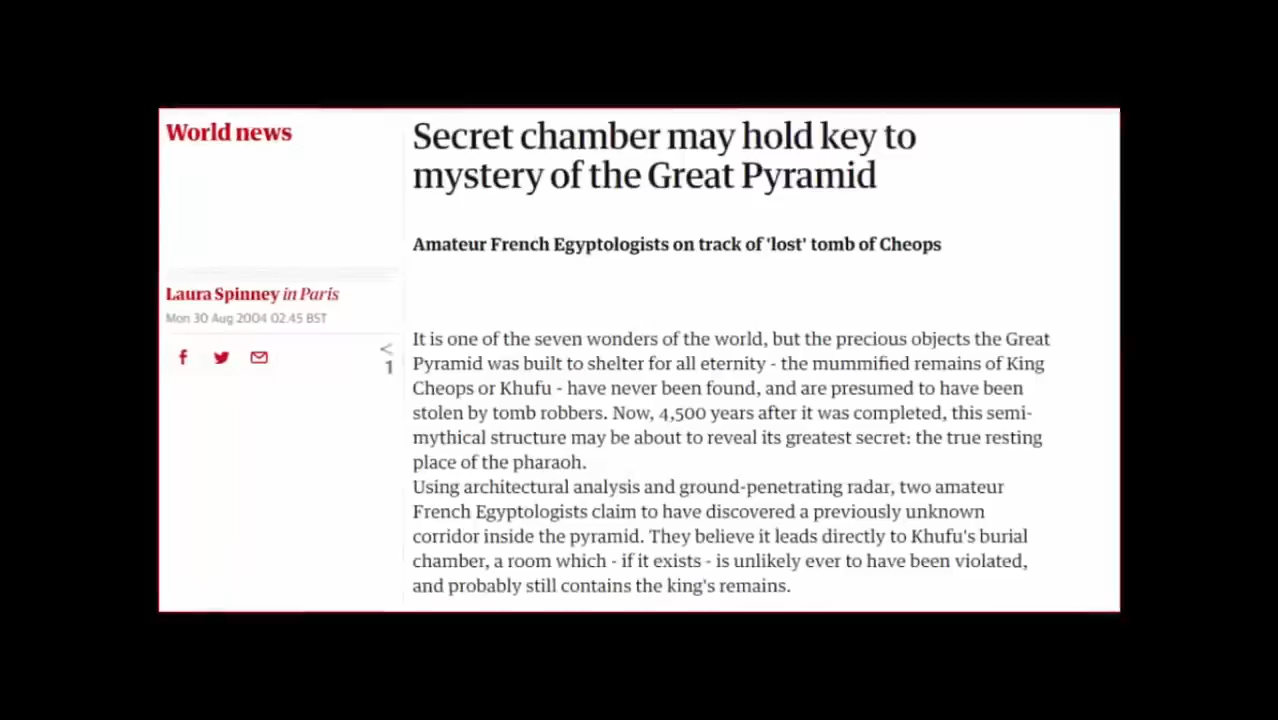 World news
Secret chamber may hold key to
mystery of the Great Pyramid
Amateur French Egyptologists on track of 'lost' tomb of Cheops
Laura Spinney in Paris
Mon 30 Aug 2004 02.45 BST
1
It is one of the seven wonders of the world, but the precious objects the Great
Pyramid was built to shelter for all eternity - the mummified remains of King
Cheops or Khufu - have never been found, and are presumed to have been
stolen by tomb robbers. Now, 4,500 years after it was completed, this semi-
mythical structure may be about to reveal its greatest secret: the true resting
place of the pharaoh.
Using architectural analysis and ground-penetrating radar, two amateur
French Egyptologists claim to have discovered a previously unknown
corridor inside the pyramid. They believe it leads directly to Khufu's burial
chamber, a room which - if it exists - is unlikely ever to have been violated,
and probably still contains the king's remains.